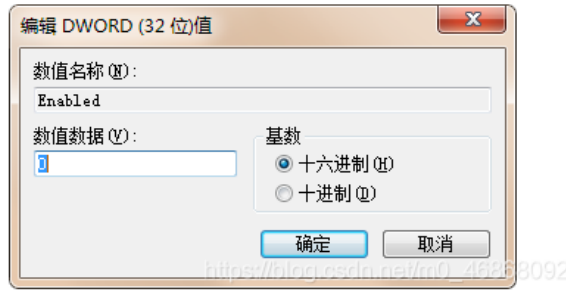 编辑 DWORD (32 位)值
数值名称(N):
Enabled
数值数据(V):
0
基数
十六进制(H)
十进制(D)
确定
取消
https://blog.csdn.net/m0_46868092